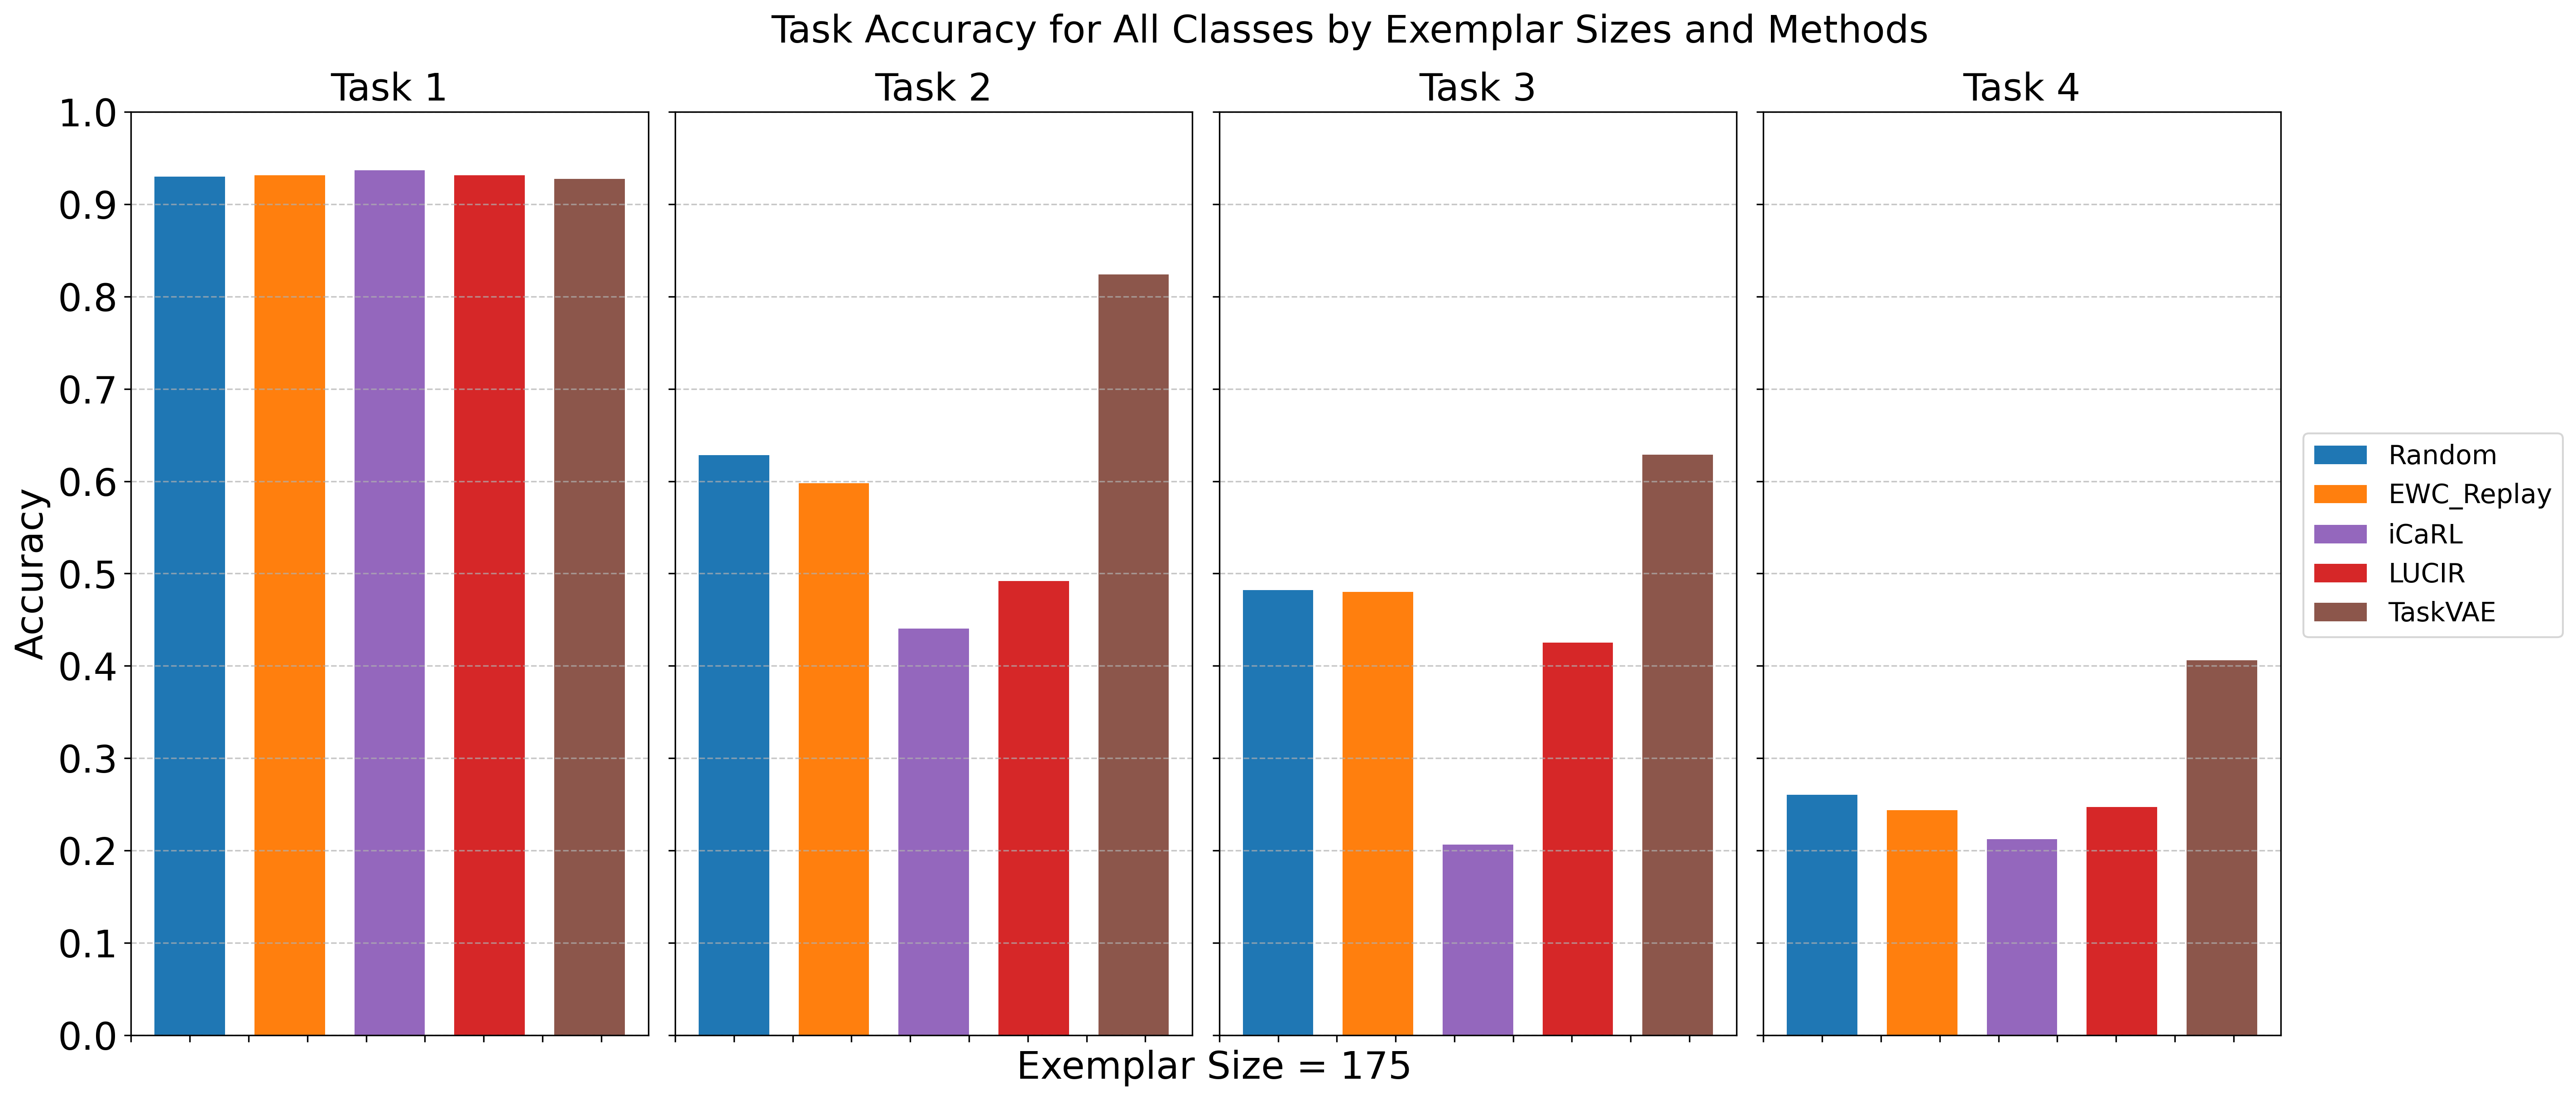 Task Accuracy for All Classes by Exemplar Sizes and Methods
Task 1
Task 2
Task 3
Task 4
1.0
0.9
0.8
0.7
0.6
0.5
0.4
0.3
0.2
0.1
0.0
Accuracy
Exemplar Size = 175
Random
EWC_Replay
iCaRL
LUCIR
TaskVAE